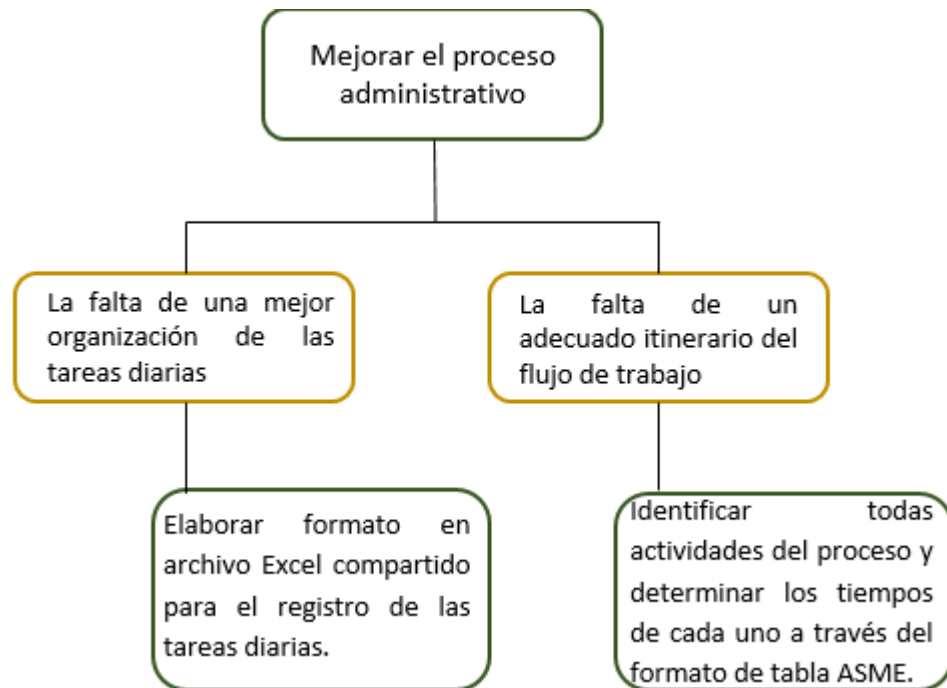 Mejorar el proceso
administrativo
La falta de una mejor
organización de las
tareas diarias
La falta de un
adecuado itinerario del
flujo de trabajo
Elaborar formato en
archivo Excel compartido
para el registro de las
tareas diarias.
Identificar todas
actividades del proceso y
determinar los tiempos
de cada uno a través del
formato de tabla ASME.